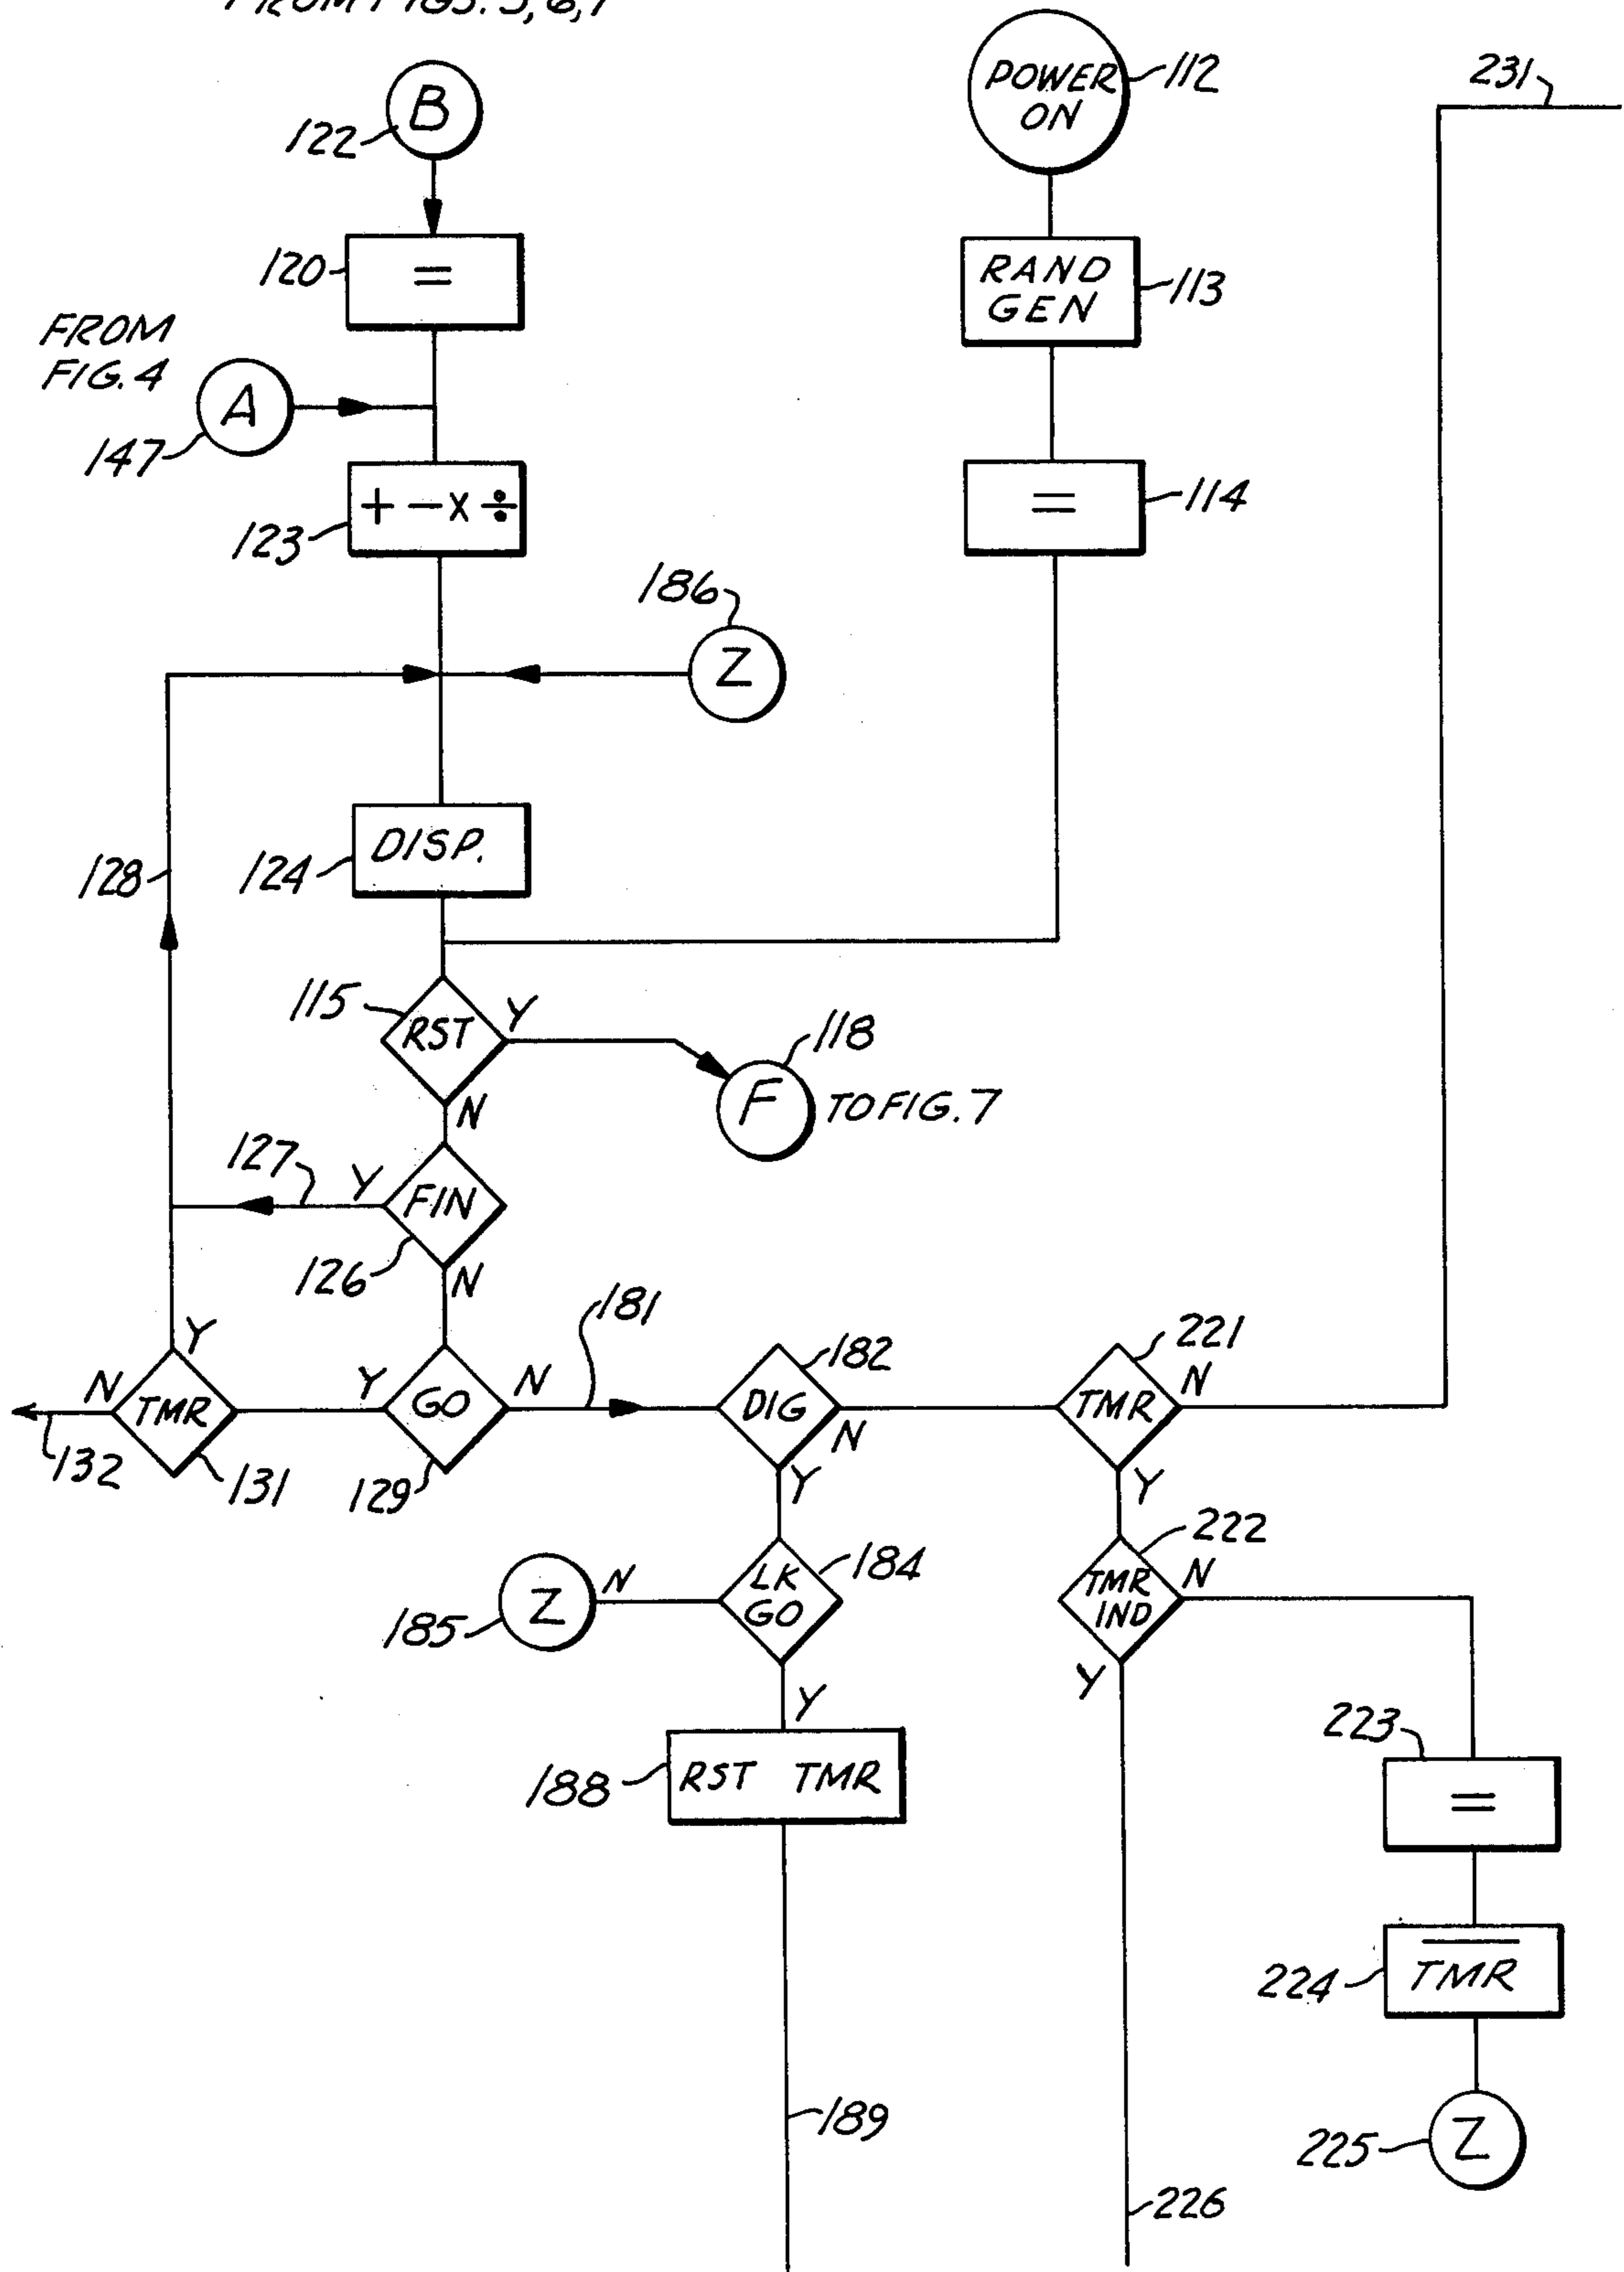 FROM FIGS. 5, 6, 7
B
122
POWER
ON
112
231
120
=
RAND
GEN
113
FROM
FIG. 4
A
147
+ - x ÷
123
=
114
186
Z
DISP.
124
128
115
RST
Y
118
F
TO FIG. 7
N
127
Y
FIN
126
N
181
Y
N
TMR
132
131
Y
GO
N
129
182
DIG
N
Y
221
TMR
N
Y
222
TMR
IND
N
Y
Z
N
185
LK
GO
184
Y
RST TMR
188
223
=
TMR
224
189
Z
225
226